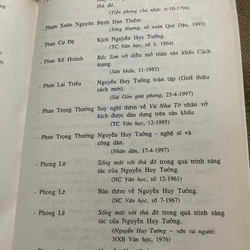 (Tiền phong chủ nhật, 6-10-1996)
- Phạm Xuân Nguyên Bệnh Đan Thiềm
(Sông Hương, số xuân Quý Dậu, 1993)
- Phan Cự Đệ Kịch Nguyễn Huy Tưởng.
(TC Văn học, số 3, 1964)
- Phan Kế Hoành Bắc Sơn vở diễn mở màn sân khấu Cách mạng.
(Sân khấu, 11-1985)
- Phan Lai Triều Nguyễn Huy Tưởng toàn tập (Giới thiệu sách mới).
(Sài Gòn giải phóng, 23-4-1997)
- Phan Trọng Thưởng Suy nghĩ thêm về Vũ Như Tô nhân vở kịch được dàn dựng trên sân khấu
(TC Văn học, 12-1995)
- Phan Trọng Thưởng Nguyễn Huy Tưởng - nghệ sĩ và công dân.
(Nhân dân, 17-4-1997)
- Phong Lê Sống mãi với thủ đô trong quá trình sáng tác của Nguyễn Huy Tưởng.
(NC Văn học, số 12-1961)
- Phong Lê Bàn thêm về Nguyễn Huy Tưởng.
(NC Văn học, số 7-1967)
- Phong Lê Sống mãi với thủ đô trong quá trình sáng tác của Nguyễn Huy Tưởng.
(Nguyễn Huy Tưởng - văn và người. NXB Văn học, 1976)